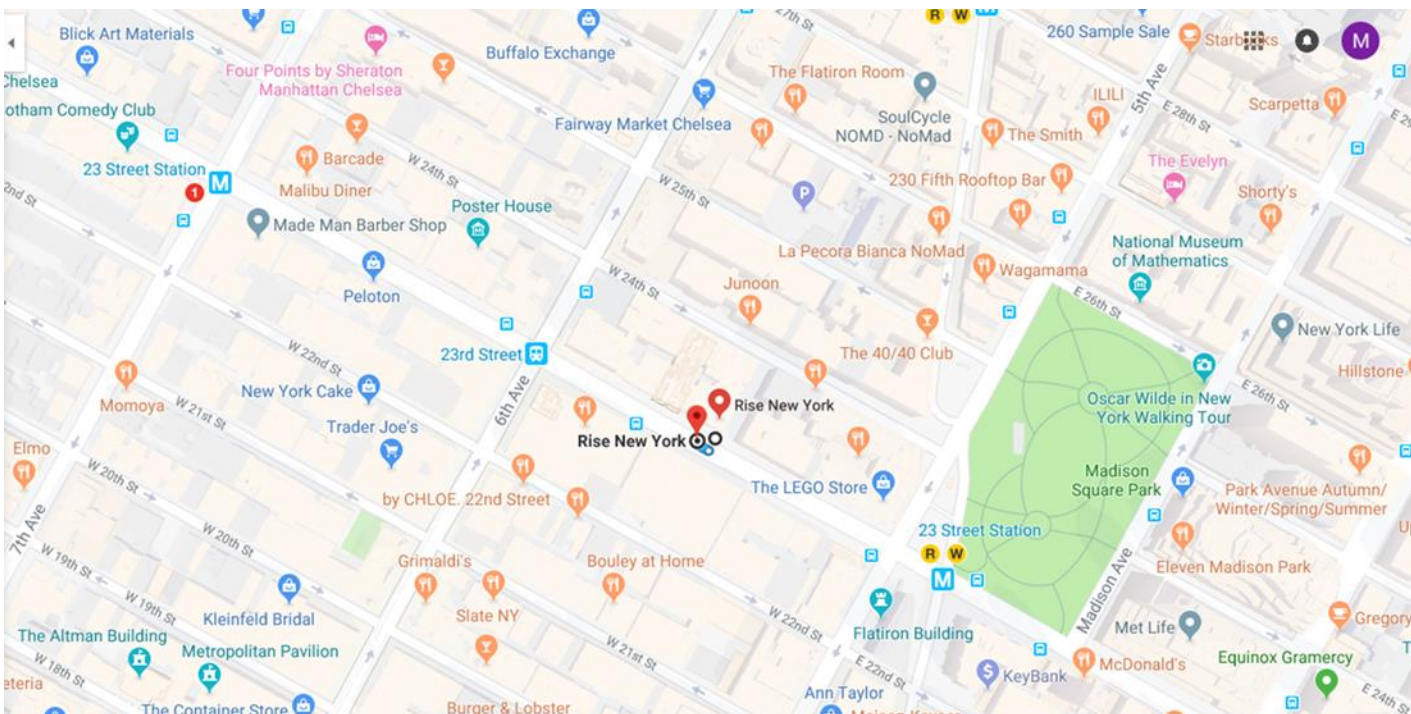 27th St
R W
Blick Art Materials
260 Sample Sale
Starbucks
M
Buffalo Exchange
Four Points by Sheraton
Manhattan Chelsea
The Flatiron Room
5th Ave
Chelsea
ILILI
E 28th St
Scarpetta
otham Comedy Club
Fairway Market Chelsea
SoulCycle
NOMD - NoMad
The Smith
E 29
Barcade
W 24th St
The Evelyn
23 Street Station
M
1
Malibu Diner
W 25th St
P
230 Fifth Rooftop Bar
Shorty's
2nd St
Poster House
Made Man Barber Shop
National Museum
of Mathematics
La Pecora Bianca NoMad
Wagamama
Peloton
W 24th St
Junoon
E 26th St
New York Life
23rd Street
The 40/40 Club
W 22nd St
Hillstone
New York Cake
6th Ave
Oscar Wilde in New
York Walking Tour
E 26th St
Momoya
W 21st St
Rise New York
Trader Joe's
Rise New York
Elmo
W 20th St
by CHLOE. 22nd Street
The LEGO Store
Madison
Square Park
Park Avenue Autumn/
Winter/Spring/Summer
7th Ave
23 Street Station
R W
M
W 20th St
W 19th St
Grimaldi's
Bouley at Home
Eleven Madison Park
Slate NY
Madison Ave
Kleinfeld Bridal
W 19th St
W 22nd St
Flatiron Building
Met Life
Gregory
The Altman Building
Metropolitan Pavilion
W 21st St
E 22nd St
McDonald's
Equinox Gramercy
W 18th St
KeyBank
eteria
Ann Taylor
E 24th St
The Container Store
Burger & Lobster